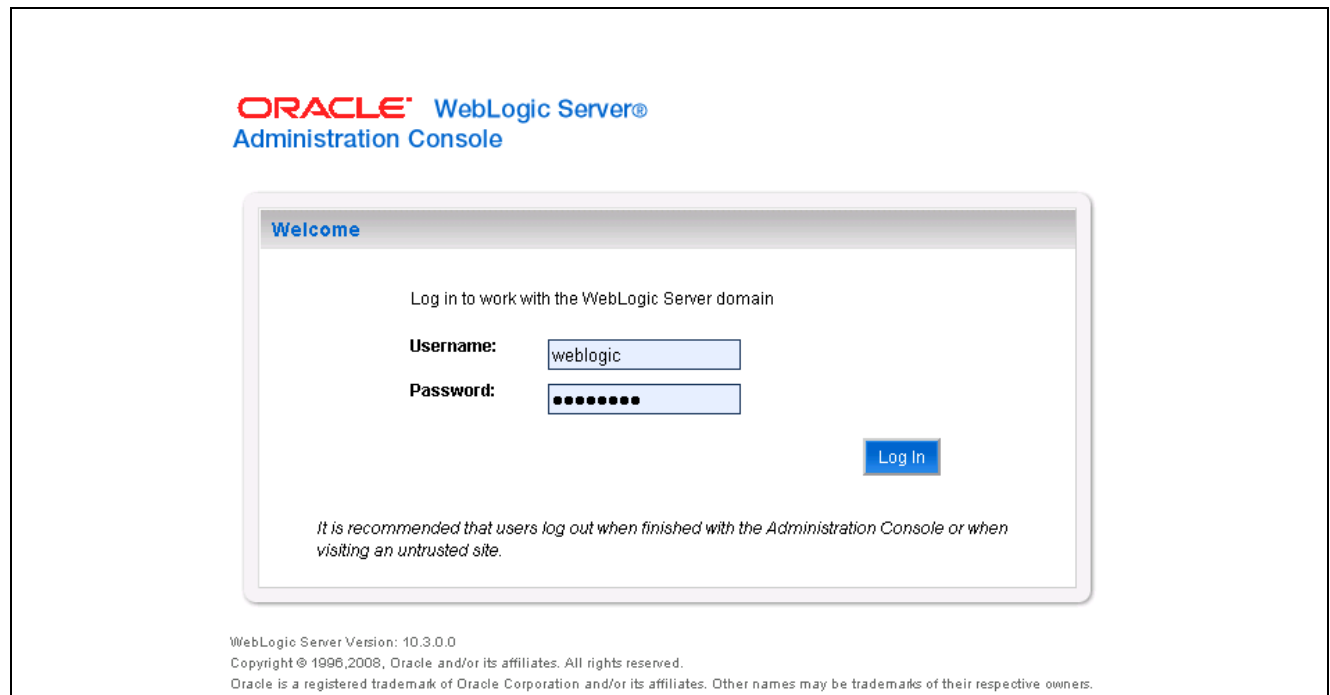 ORACLE WebLogic Server®
Administration Console
Welcome
Log in to work with the WebLogic Server domain
Username: weblogic
Password: ●●●●●●●●
Log In
It is recommended that users log out when finished with the Administration Console or when
visiting an untrusted site.
WebLogic Server Version: 10.3.0.0
Copyright © 1996,2008, Oracle and/or its affiliates. All rights reserved.
Oracle is a registered trademark of Oracle Corporation and/or its affiliates. Other names may be trademarks of their respective owners.